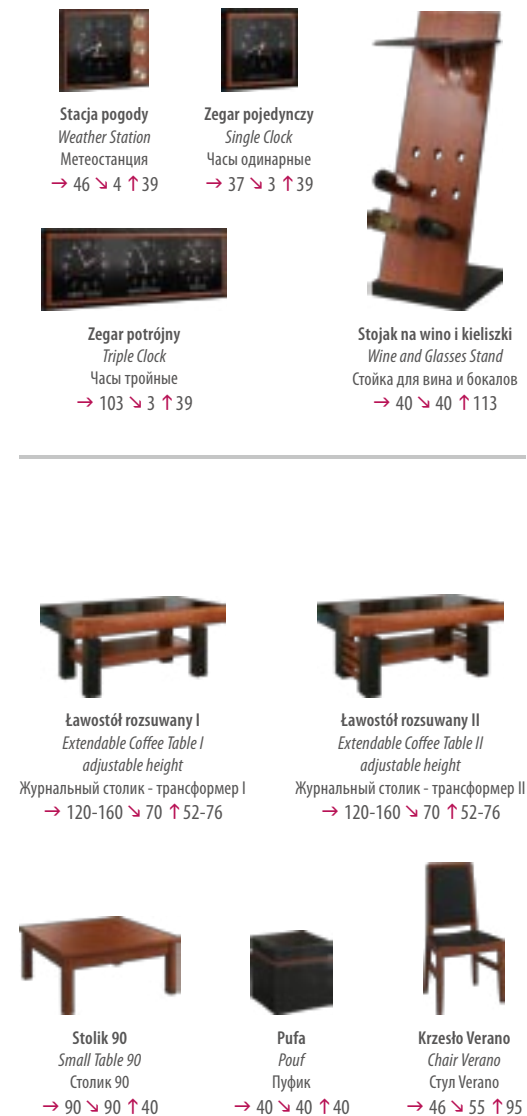 Stacja pogody
Weather Station
Метеостанция
→ 46 ↘ 4 ↑ 39
Zegar pojedynczy
Single Clock
Часы одинарные
→ 37 ↘ 3 ↑ 39
Zegar potrójny
Triple Clock
Часы тройные
→ 103 ↘ 3 ↑ 39
Stojak na wino i kieliszki
Wine and Glasses Stand
Стойка для вина и бокалов
→ 40 ↘ 40 ↑ 113
Ławostół rozsuwany I
Extendable Coffee Table I
adjustable height
Журнальный столик - трансформер I
→ 120-160 ↘ 70 ↑ 52-76
Ławostół rozsuwany II
Extendable Coffee Table II
adjustable height
Журнальный столик - трансформер II
→ 120-160 ↘ 70 ↑ 52-76
Stolik 90
Small Table 90
Столик 90
→ 90 ↘ 90 ↑ 40
Pufa
Pouf
Пуфик
→ 40 ↘ 40 ↑ 40
Krzesło Verano
Chair Verano
Стул Verano
→ 46 ↘ 55 ↑ 95